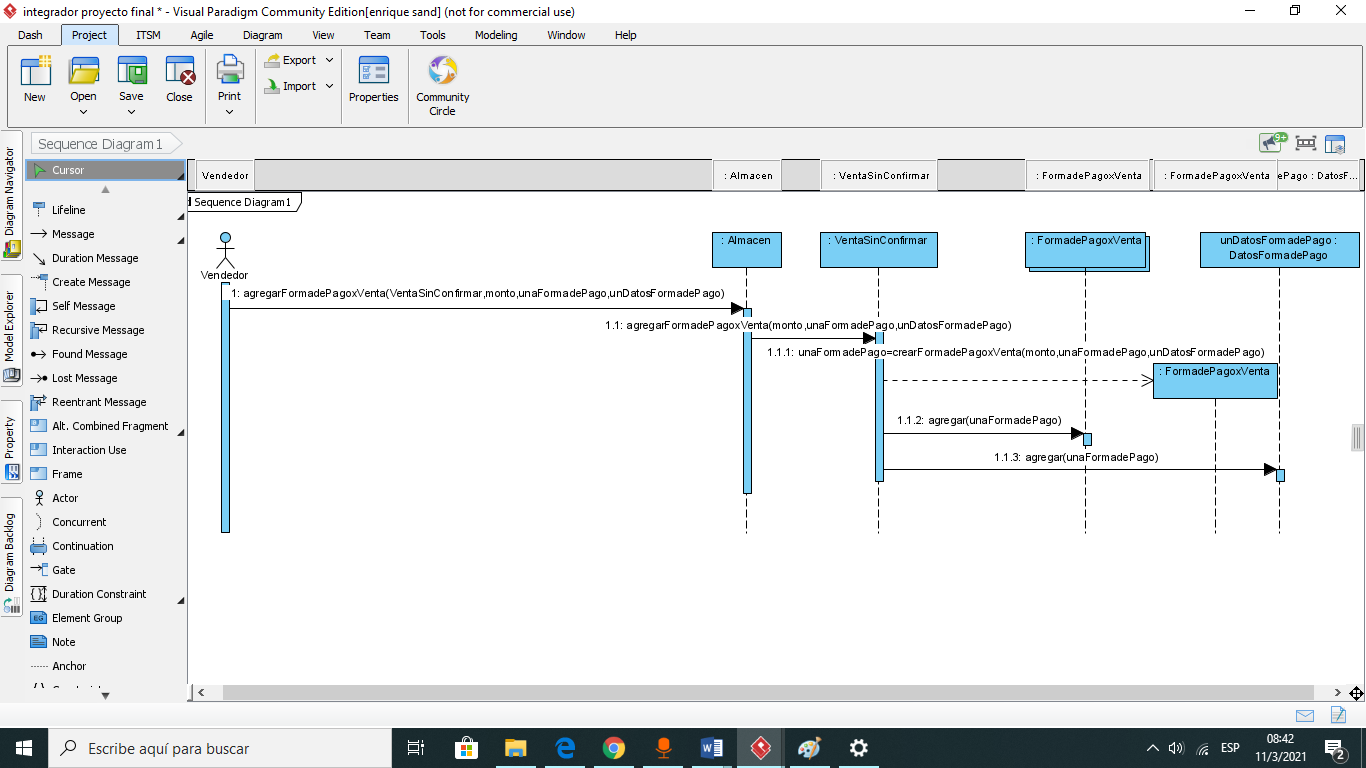 integrador proyecto final * - Visual Paradigm Community Edition[enrique sand] (not for commercial use)
Dash Project ITSM Agile Diagram View Team Tools Modeling Window Help
New Open Save Close Print Export Import Properties Community Circle
Sequence Diagram1
9+
Diagram Navigator
Model Explorer
Property
Diagram Backlog
Cursor
Lifeline
Message
Duration Message
Create Message
Self Message
Recursive Message
Found Message
Lost Message
Reentrant Message
Alt. Combined Fragment
Interaction Use
Frame
Actor
Concurrent
Continuation
Gate
Duration Constraint
EG Element Group
Note
Anchor
Vendedor : Almacen : VentaSinConfirmar : FormadePagoxVenta : FormadePagoxVenta ePago : DatosF...
d Sequence Diagram1
Vendedor
: Almacen
: VentaSinConfirmar
: FormadePagoxVenta
unDatosFormadePago :
DatosFormadePago
1: agregarFormadePagoxVenta(VentaSinConfirmar,monto,unaFormadPago,unDatosFormadePago)
1.1: agregarFormadePagoxVenta(monto,unaFormadPago,unDatosFormadePago)
1.1.1: unaFormadePago=crearFormadePagoxVenta(monto,unaFormadPago,unDatosFormadePago)
: FormadePagoxVenta
1.1.2: agregar(unaFormadePago)
1.1.3: agregar(unaFormadePago)
Escribe aquí para buscar
ESP
08:42
11/3/2021
2